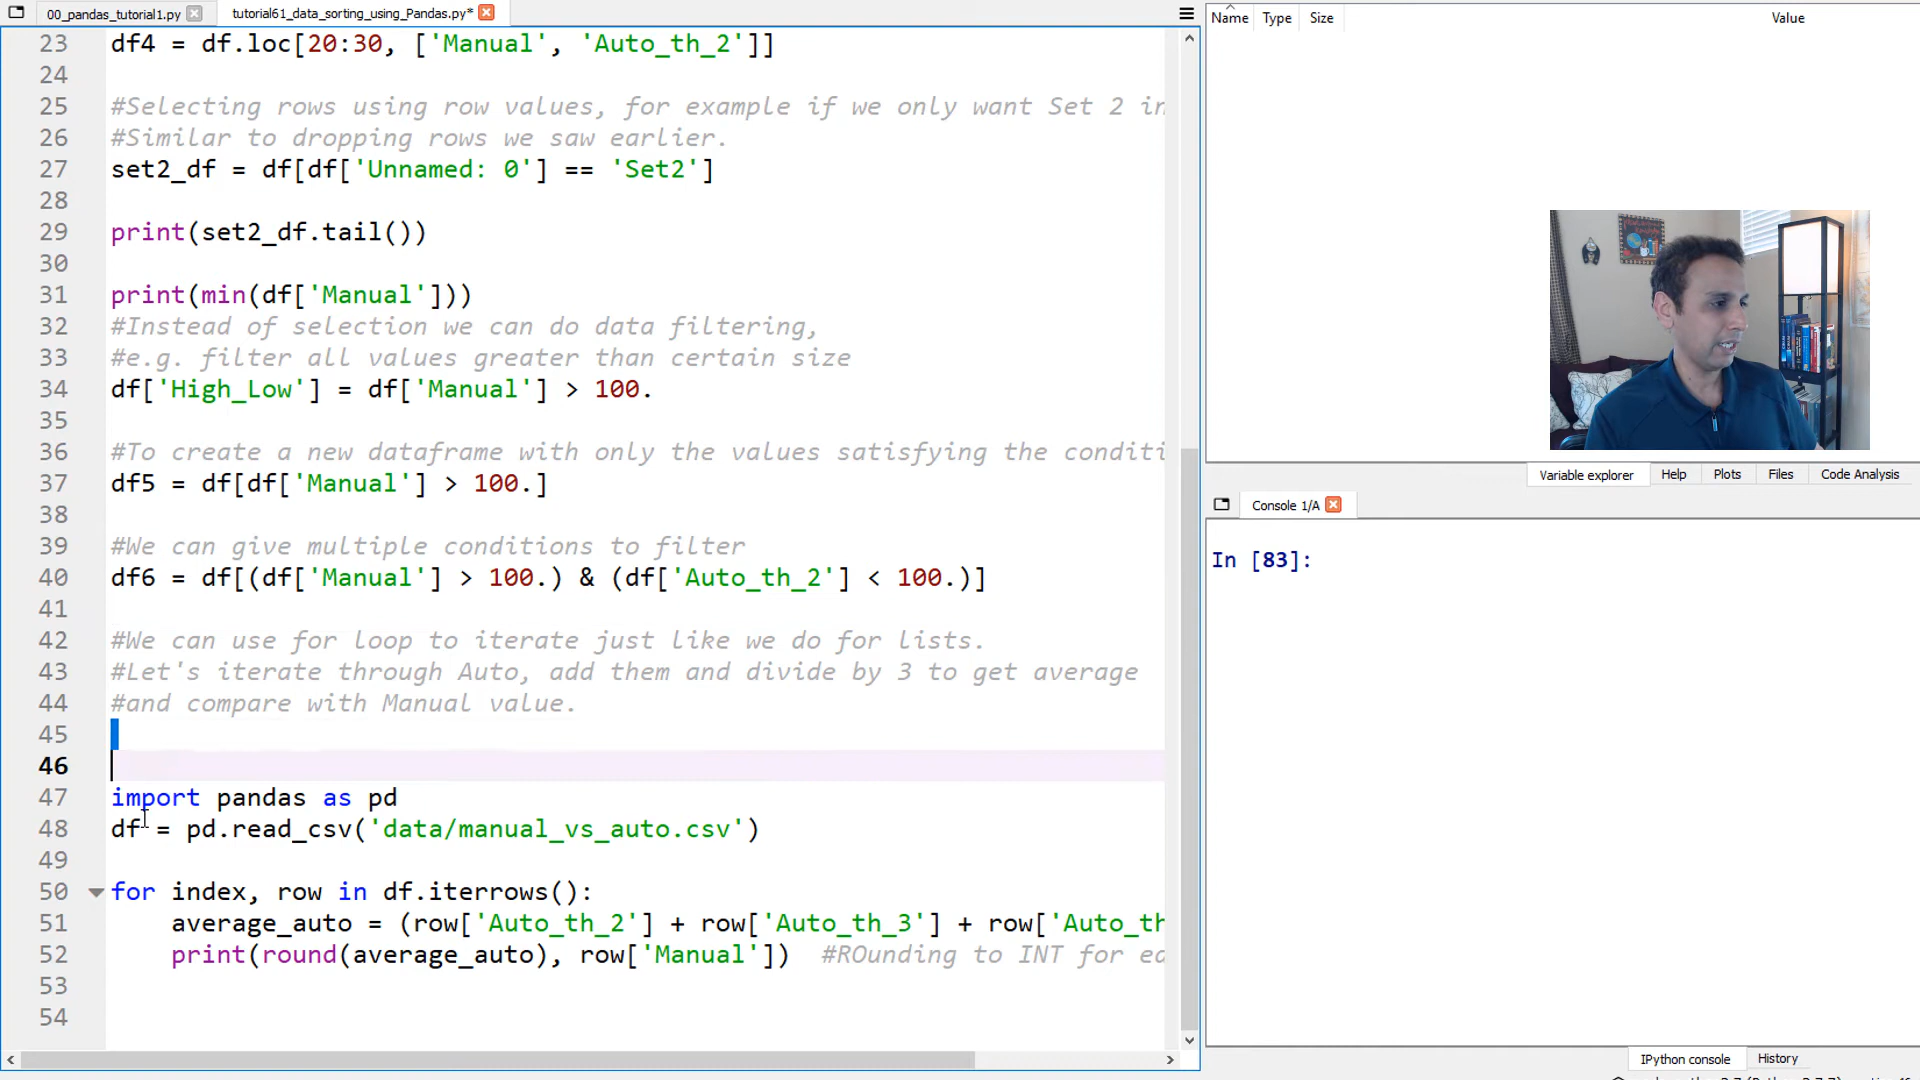 00_pandas_tutorial1.py
tutorial61_data_sorting_using_Pandas.py*
23 df4 = df.loc[20:30, ['Manual', 'Auto_th_2']]
24
25 #Selecting rows using row values, for example if we only want Set 2 in
26 #Similar to dropping rows we saw earlier.
27 set2_df = df[df['Unnamed: 0'] == 'Set2']
28
29 print(set2_df.tail())
30
31 print(min(df['Manual']))
32 #Instead of selection we can do data filtering,
33 #e.g. filter all values greater than certain size
34 df['High_Low'] = df['Manual'] > 100.
35
36 #To create a new dataframe with only the values satisfying the conditi
37 df5 = df[df['Manual'] > 100.]
38
39 #We can give multiple conditions to filter
40 df6 = df[(df['Manual'] > 100.) & (df['Auto_th_2'] < 100.)]
41
42 #We can use for loop to iterate just like we do for lists.
43 #Let's iterate through Auto, add them and divide by 3 to get average
44 #and compare with Manual value.
45
46
47 import pandas as pd
48 df = pd.read_csv('data/manual_vs_auto.csv')
49
50 for index, row in df.iterrows():
51 average_auto = (row['Auto_th_2'] + row['Auto_th_3'] + row['Auto_th
52 print(round(average_auto), row['Manual']) #ROunding to INT for ea
53
54
Name Type Size Value
Variable explorer Help Plots Files Code Analysis
Console 1/A
In [83]:
IPython console History